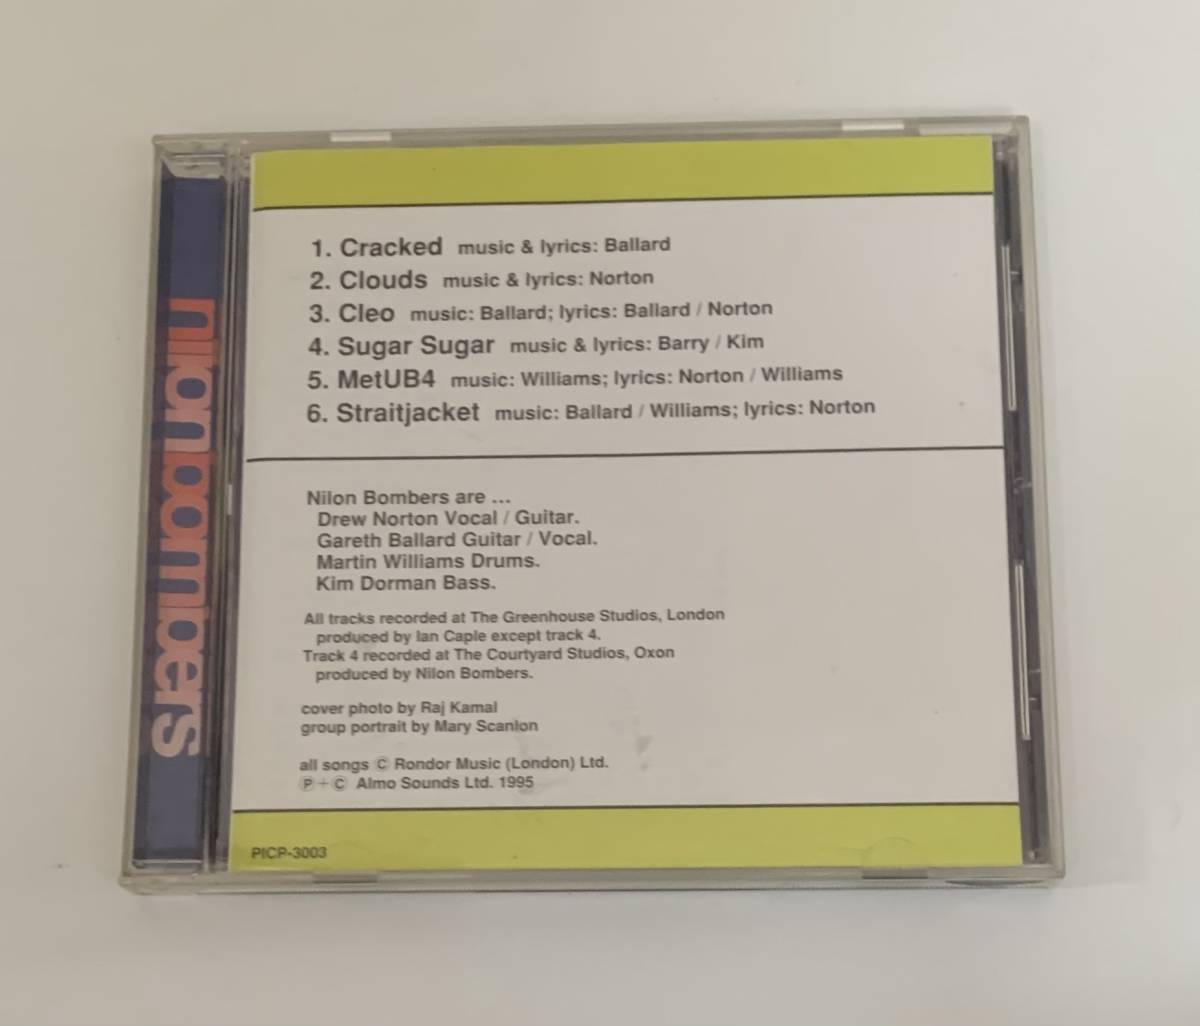 nilon bombers
1. Cracked music & lyrics: Ballard
2. Clouds music & lyrics: Norton
3. Cleo music: Ballard; lyrics: Ballard / Norton
4. Sugar Sugar music & lyrics: Barry / Kim
5. MetUB4 music: Williams; lyrics: Norton / Williams
6. Straitjacket music: Ballard / Williams; lyrics: Norton
Nilon Bombers are ...
Drew Norton Vocal / Guitar.
Gareth Ballard Guitar / Vocal.
Martin Williams Drums.
Kim Dorman Bass.
All tracks recorded at The Greenhouse Studios, London
produced by Ian Caple except track 4.
Track 4 recorded at The Courtyard Studios, Oxon
produced by Nilon Bombers.
cover photo by Raj Kamal
group portrait by Mary Scanlon
all songs © Rondor Music (London) Ltd.
℗ + © Almo Sounds Ltd. 1995
PICP-3003